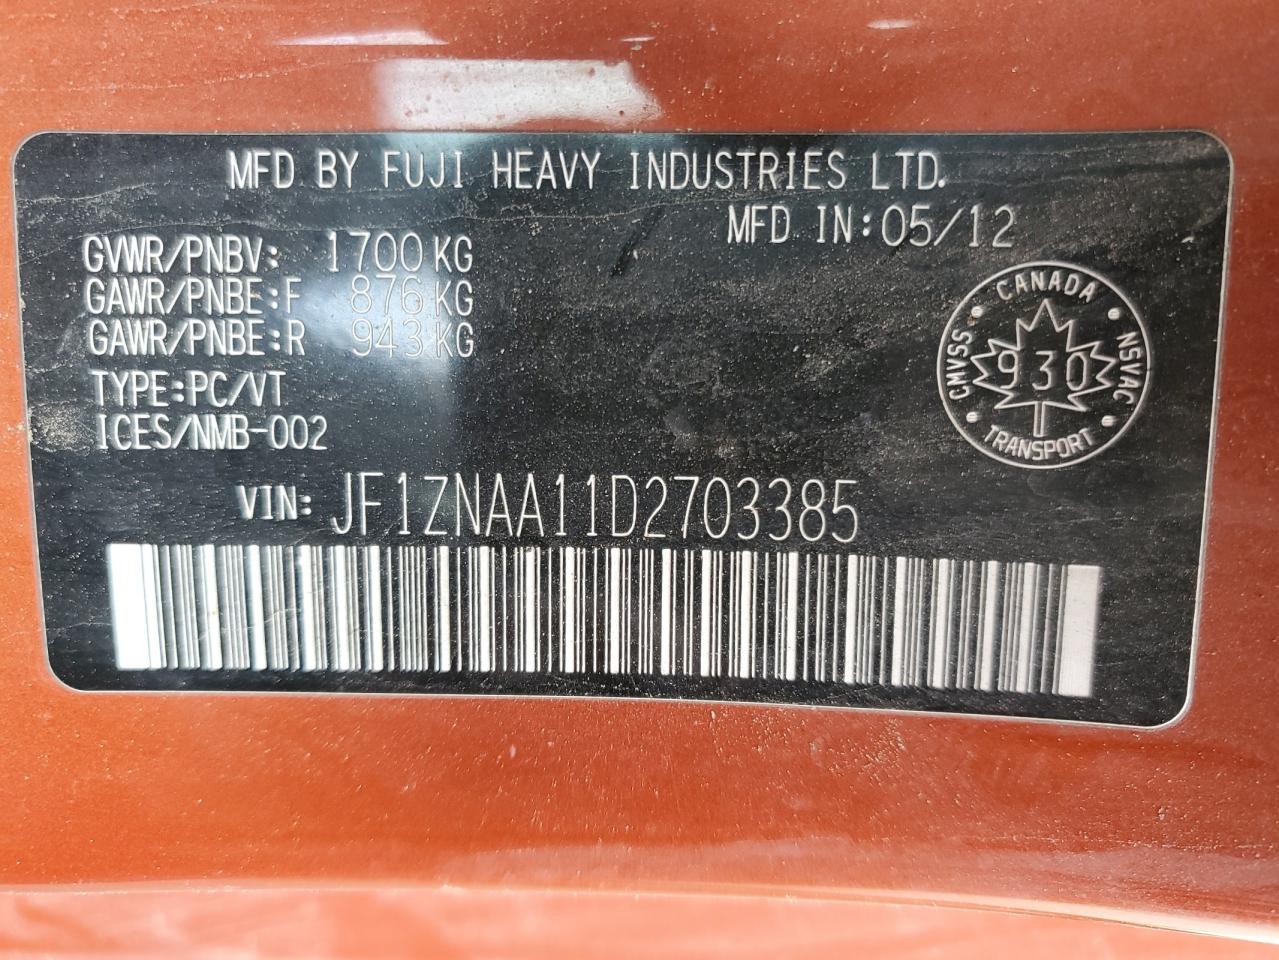 MFD BY FUJI HEAVY INDUSTRIES LTD.
MFD IN:05/12
GVWR/PNBV: 1700KG
GAWR/PNBE:F 876KG
GAWR/PNBE:R 943KG
TYPE:PC/VT
ICES/NMB-002
CANADA
CMVSS
930
NSVAC
TRANSPORT
VIN: JF1ZNAA11D2703385